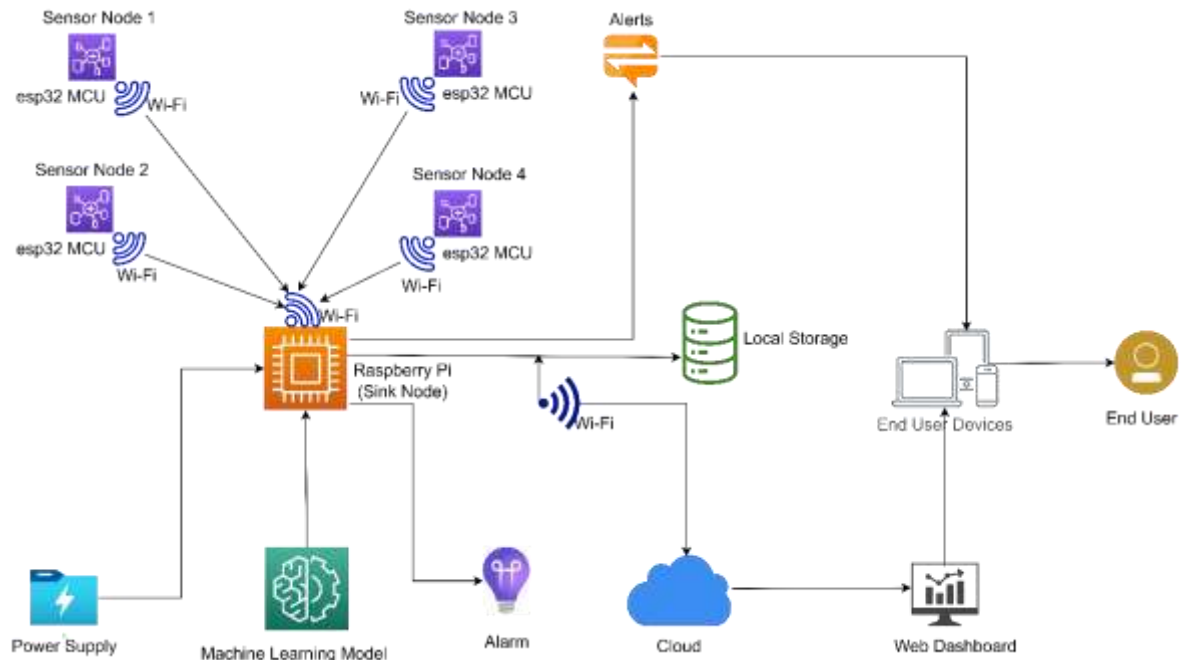 Sensor Node 1
Sensor Node 3
Alerts
esp32 MCU
Wi-Fi
Wi-Fi
esp32 MCU
Sensor Node 2
Sensor Node 4
esp32 MCU
Wi-Fi
esp32 MCU
Wi-Fi
Wi-Fi
Local Storage
Raspberry Pi
(Sink Node)
Wi-Fi
End User Devices
End User
Power Supply
Machine Learning Model
Alarm
Cloud
Web Dashboard